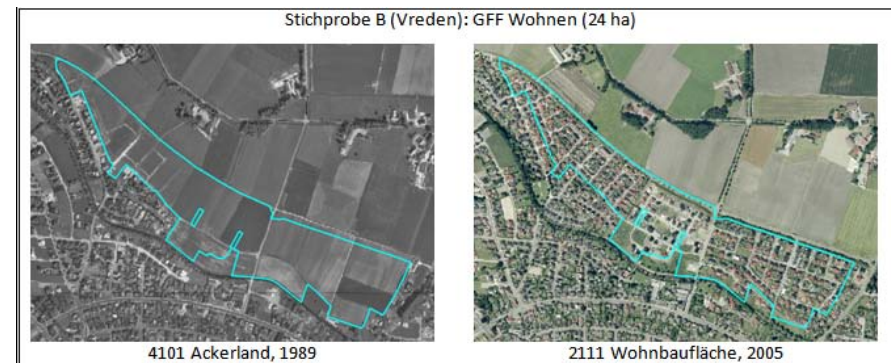 Stichprobe B (Vreden): GFF Wohnen (24 ha)
4101 Ackerland, 1989
2111 Wohnbaufläche, 2005